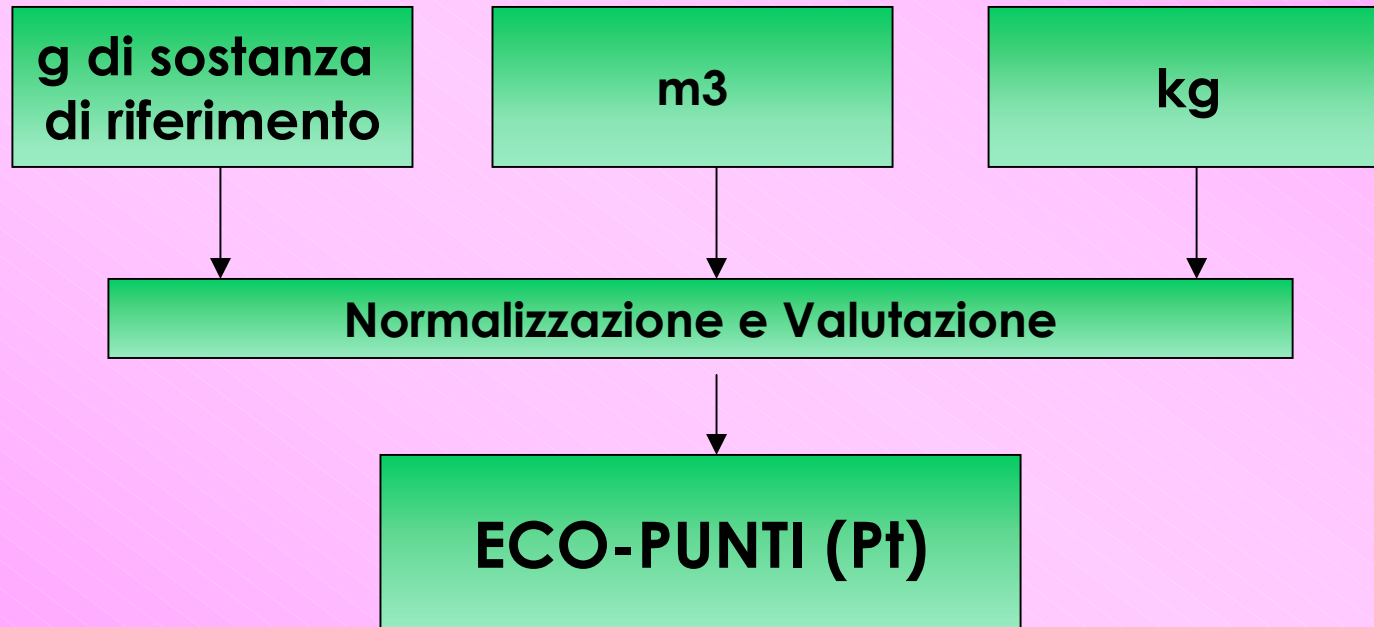 g di sostanza
di riferimento
m3
kg
Normalizzazione e Valutazione
ECO-PUNTI (Pt)